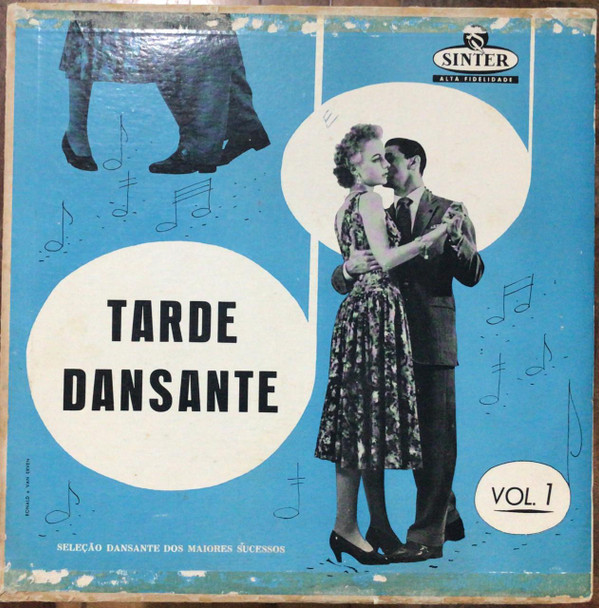 SINTER
ALTA FIDELIDADE
TARDE
DANSANTE
VOL. 1
SELEÇÃO DANSANTE DOS MAIORES SUCESSOS